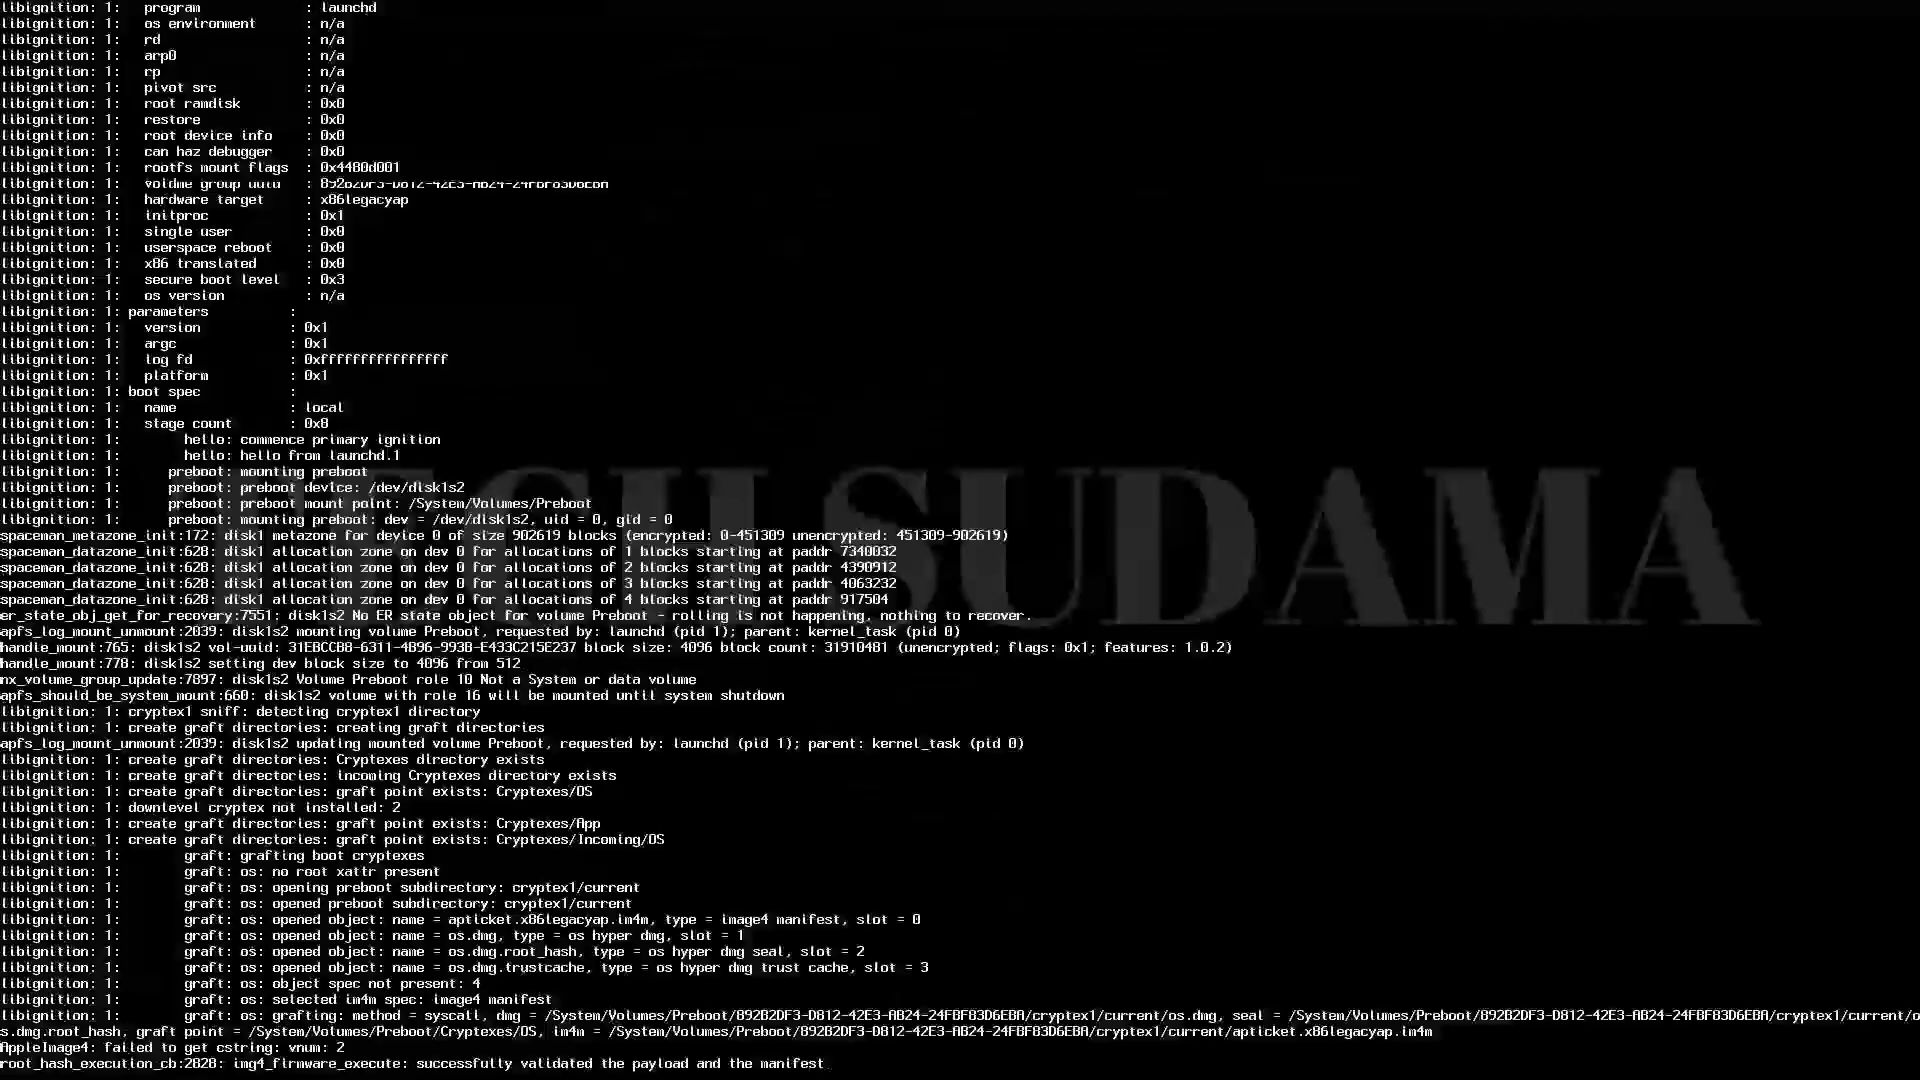 libignition: 1:   program             : launchd
libignition: 1:   os environment      : n/a
libignition: 1:   rd                  : n/a
libignition: 1:   arp0                : n/a
libignition: 1:   rp                  : n/a
libignition: 1:   pivot src           : n/a
libignition: 1:   root ramdisk        : 0x0
libignition: 1:   restore             : 0x0
libignition: 1:   root device info    : 0x0
libignition: 1:   can haz debugger    : 0x0
libignition: 1:   rootfs mount flags  : 0x4480d001
libignition: 1:   volume group uuid   : 892B2DF3-D812-42E3-AB24-24FBF83D6EBA
libignition: 1:   hardware target     : x86legacyap
libignition: 1:   initproc            : 0x1
libignition: 1:   single user         : 0x0
libignition: 1:   userspace reboot    : 0x0
libignition: 1:   x86 translated      : 0x0
libignition: 1:   secure boot level   : 0x3
libignition: 1:   os version          : n/a
libignition: 1: parameters          :
libignition: 1:   version           : 0x1
libignition: 1:   argc              : 0x1
libignition: 1:   log fd            : 0xffffffffffffffff
libignition: 1:   platform          : 0x1
libignition: 1: boot spec           :
libignition: 1:   name              : local
libignition: 1:   stage count       : 0x8
libignition: 1:        hello: commence primary ignition
libignition: 1:        hello: hello from launchd.1
libignition: 1:      preboot: mounting preboot
libignition: 1:      preboot: preboot device: /dev/disk1s2
libignition: 1:      preboot: preboot mount point: /System/Volumes/Preboot
libignition: 1:      preboot: mounting preboot: dev = /dev/disk1s2, uid = 0, gid = 0
TECH SUDAMA
spaceman_metazone_init:172: disk1 metazone for device 0 of size 902619 blocks (encrypted: 0-451309 unencrypted: 451309-902619)
spaceman_datazone_init:628: disk1 allocation zone on dev 0 for allocations of 1 blocks starting at paddr 7340032
spaceman_datazone_init:628: disk1 allocation zone on dev 0 for allocations of 2 blocks starting at paddr 4390912
spaceman_datazone_init:628: disk1 allocation zone on dev 0 for allocations of 3 blocks starting at paddr 4063232
spaceman_datazone_init:628: disk1 allocation zone on dev 0 for allocations of 4 blocks starting at paddr 917504
er_state_obj_get_for_recovery:7551: disk1s2 No ER state object for volume Preboot - rolling is not happening, nothing to recover.
apfs_log_mount_unmount:2039: disk1s2 mounting volume Preboot, requested by: launchd (pid 1); parent: kernel_task (pid 0)
handle_mount:765: disk1s2 vol-uuid: 31EBCCB8-6311-4B96-993B-E433C215E237 block size: 4096 block count: 31910481 (unencrypted; flags: 0x1; features: 1.0.2)
handle_mount:778: disk1s2 setting dev block size to 4096 from 512
nx_volume_group_update:7897: disk1s2 Volume Preboot role 10 Not a System or data volume
apfs_should_be_system_mount:660: disk1s2 volume with role 16 will be mounted until system shutdown
libignition: 1: cryptex1 sniff: detecting cryptex1 directory
libignition: 1: create graft directories: creating graft directories
apfs_log_mount_unmount:2039: disk1s2 updating mounted volume Preboot, requested by: launchd (pid 1); parent: kernel_task (pid 0)
libignition: 1: create graft directories: Cryptexes directory exists
libignition: 1: create graft directories: incoming Cryptexes directory exists
libignition: 1: create graft directories: graft point exists: Cryptexes/OS
libignition: 1: downlevel cryptex not installed: 2
libignition: 1: create graft directories: graft point exists: Cryptexes/App
libignition: 1: create graft directories: graft point exists: Cryptexes/Incoming/OS
libignition: 1:        graft: grafting boot cryptexes
libignition: 1:        graft: os: no root xattr present
libignition: 1:        graft: os: opening preboot subdirectory: cryptex1/current
libignition: 1:        graft: os: opened preboot subdirectory: cryptex1/current
libignition: 1:        graft: os: opened object: name = apticket.x86legacyap.im4m, type = image4 manifest, slot = 0
libignition: 1:        graft: os: opened object: name = os.dmg, type = os hyper dmg, slot = 1
libignition: 1:        graft: os: opened object: name = os.dmg.root_hash, type = os hyper dmg seal, slot = 2
libignition: 1:        graft: os: opened object: name = os.dmg.trustcache, type = os hyper dmg trust cache, slot = 3
libignition: 1:        graft: os: object spec not present: 4
libignition: 1:        graft: os: selected im4m spec: image4 manifest
libignition: 1:        graft: os: grafting: method = syscall, dmg = /System/Volumes/Preboot/892B2DF3-D812-42E3-AB24-24FBF83D6EBA/cryptex1/current/os.dmg, seal = /System/Volumes/Preboot/892B2DF3-D812-42E3-AB24-24FBF83D6EBA/cryptex1/current/o
s.dmg.root_hash, graft point = /System/Volumes/Preboot/Cryptexes/OS, im4m = /System/Volumes/Preboot/892B2DF3-D812-42E3-AB24-24FBF83D6EBA/cryptex1/current/apticket.x86legacyap.im4m
AppleImage4: failed to get cstring: vnum: 2
root_hash_execution_cb:2828: img4_firmware_execute: successfully validated the payload and the manifest